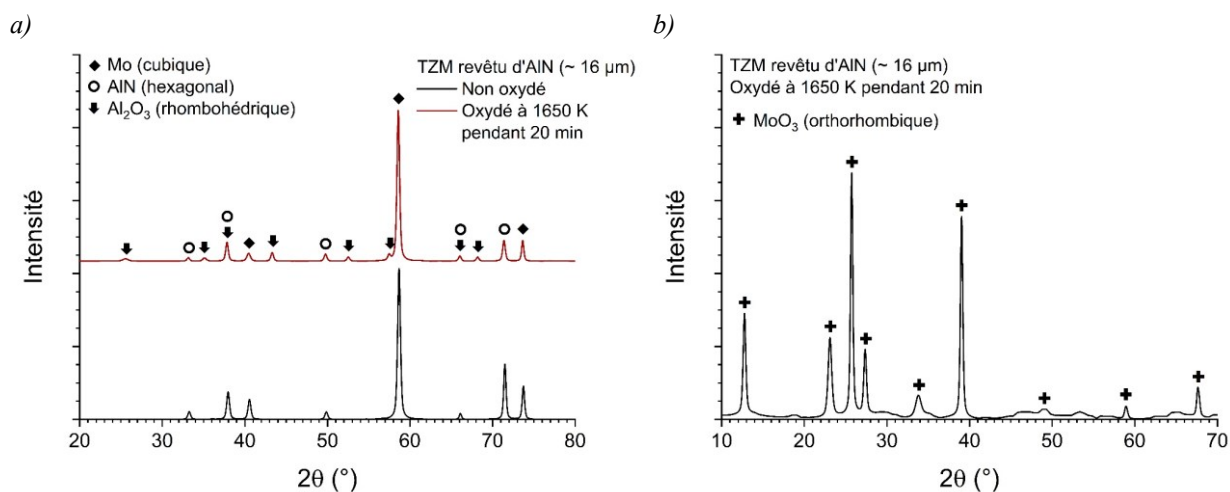 a)
◆ Mo (cubique)
○ AlN (hexagonal)
🡇 Al₂O₃ (rhombohédrique)
TZM revêtu d'AlN (~ 16 µm)
Non oxydé
Oxydé à 1650 K
pendant 20 min
Intensité
20 30 40 50 60 70 80
2θ (°)
b)
TZM revêtu d'AlN (~ 16 µm)
Oxydé à 1650 K pendant 20 min
✚ MoO₃ (orthorhombique)
Intensité
10 20 30 40 50 60 70
2θ (°)